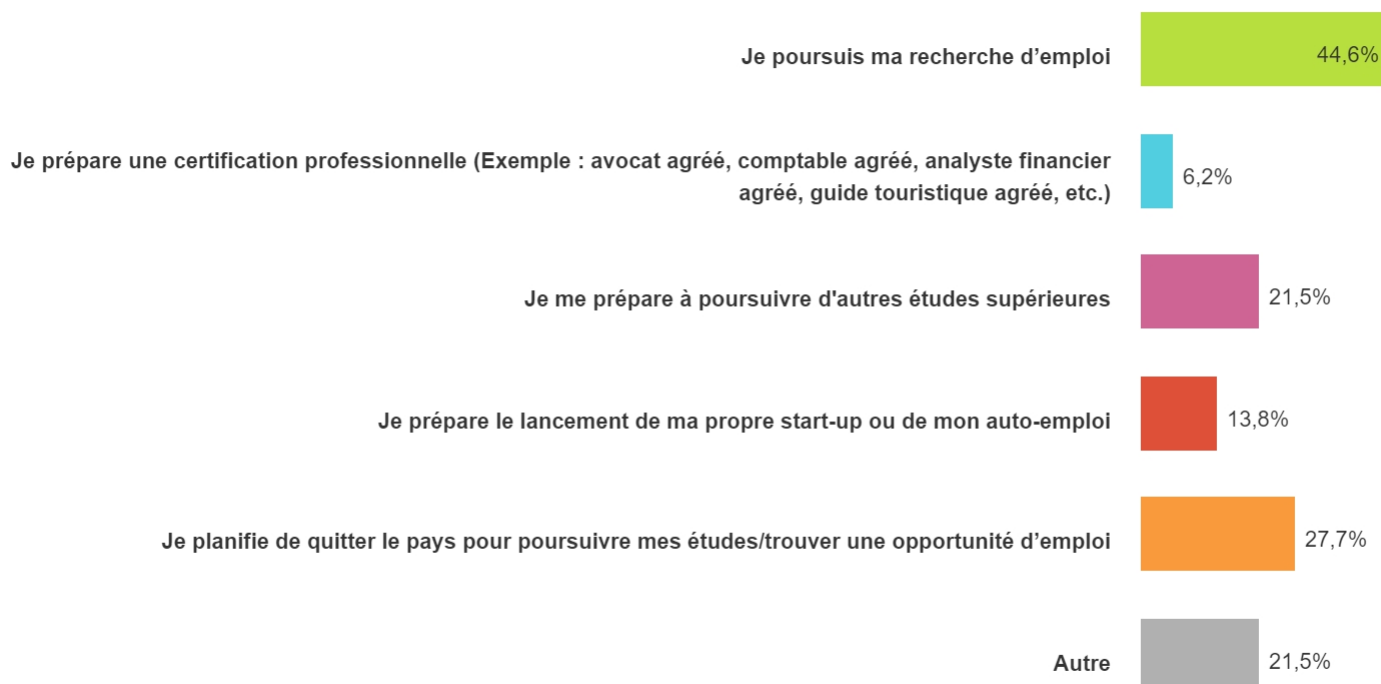 Je poursuis ma recherche d’emploi
44,6%
Je prépare une certification professionnelle (Exemple : avocat agréé, comptable agréé, analyste financier
agréé, guide touristique agréé, etc.)
6,2%
Je me prépare à poursuivre d'autres études supérieures
21,5%
Je prépare le lancement de ma propre start-up ou de mon auto-emploi
13,8%
Je planifie de quitter le pays pour poursuivre mes études/trouver une opportunité d’emploi
27,7%
Autre
21,5%